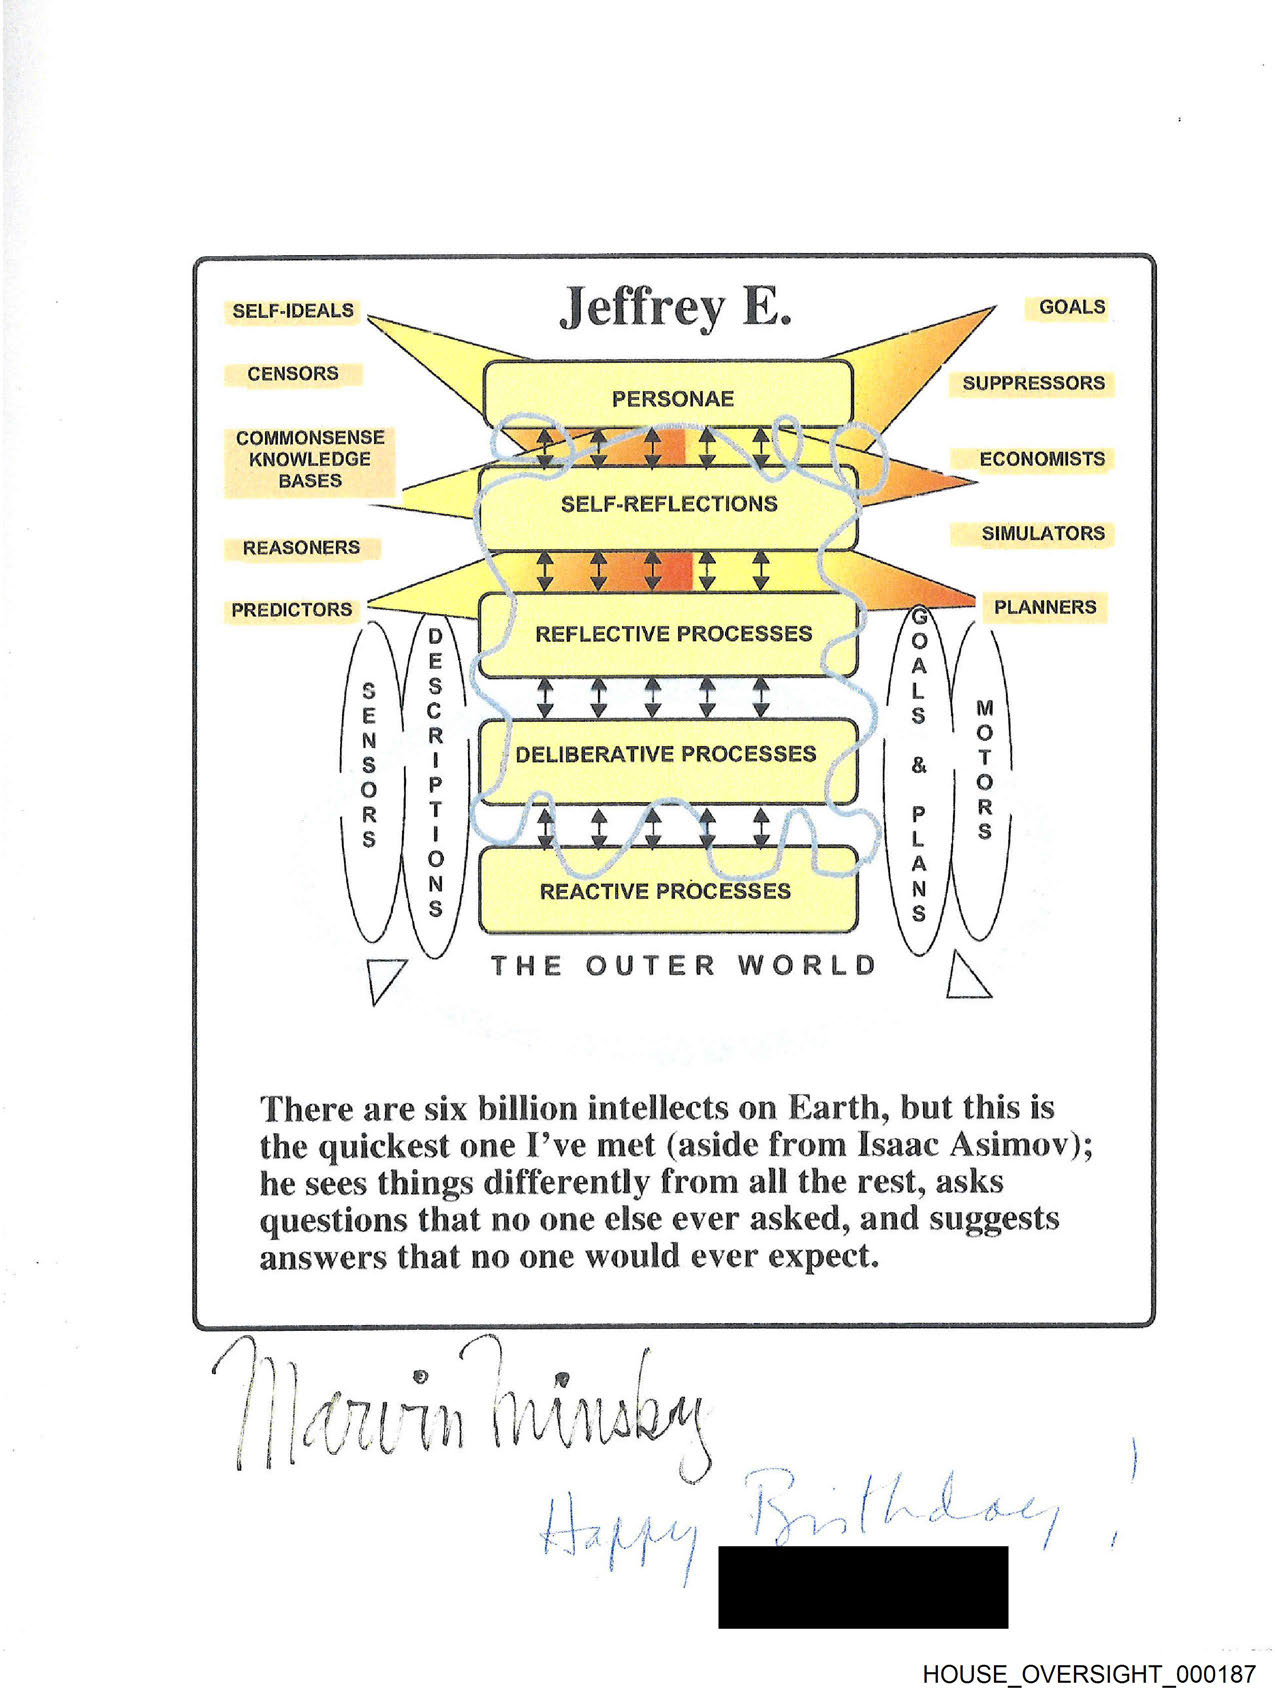 Jeffrey E.
SELF-IDEALS
CENSORS
COMMONSENSE
KNOWLEDGE
BASES
REASONERS
PREDICTORS
GOALS
SUPPRESSORS
ECONOMISTS
SIMULATORS
PLANNERS
PERSONAE
SELF-REFLECTIONS
REFLECTIVE PROCESSES
DELIBERATIVE PROCESSES
REACTIVE PROCESSES
SENSORS
DESCRIPTIONS
GOALS & PLANS
MOTORS
THE OUTER WORLD
There are six billion intellects on Earth, but this is
the quickest one I've met (aside from Isaac Asimov);
he sees things differently from all the rest, asks
questions that no one else ever asked, and suggests
answers that no one would ever expect.
Marvin Minsky
Happy Birthday!
HOUSE_OVERSIGHT_000187